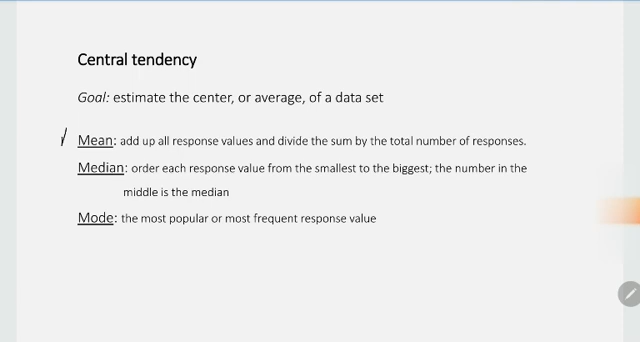 Central tendency
Goal: estimate the center, or average, of a data set
Mean: add up all response values and divide the sum by the total number of responses.
Median: order each response value from the smallest to the biggest; the number in the
middle is the median
Mode: the most popular or most frequent response value